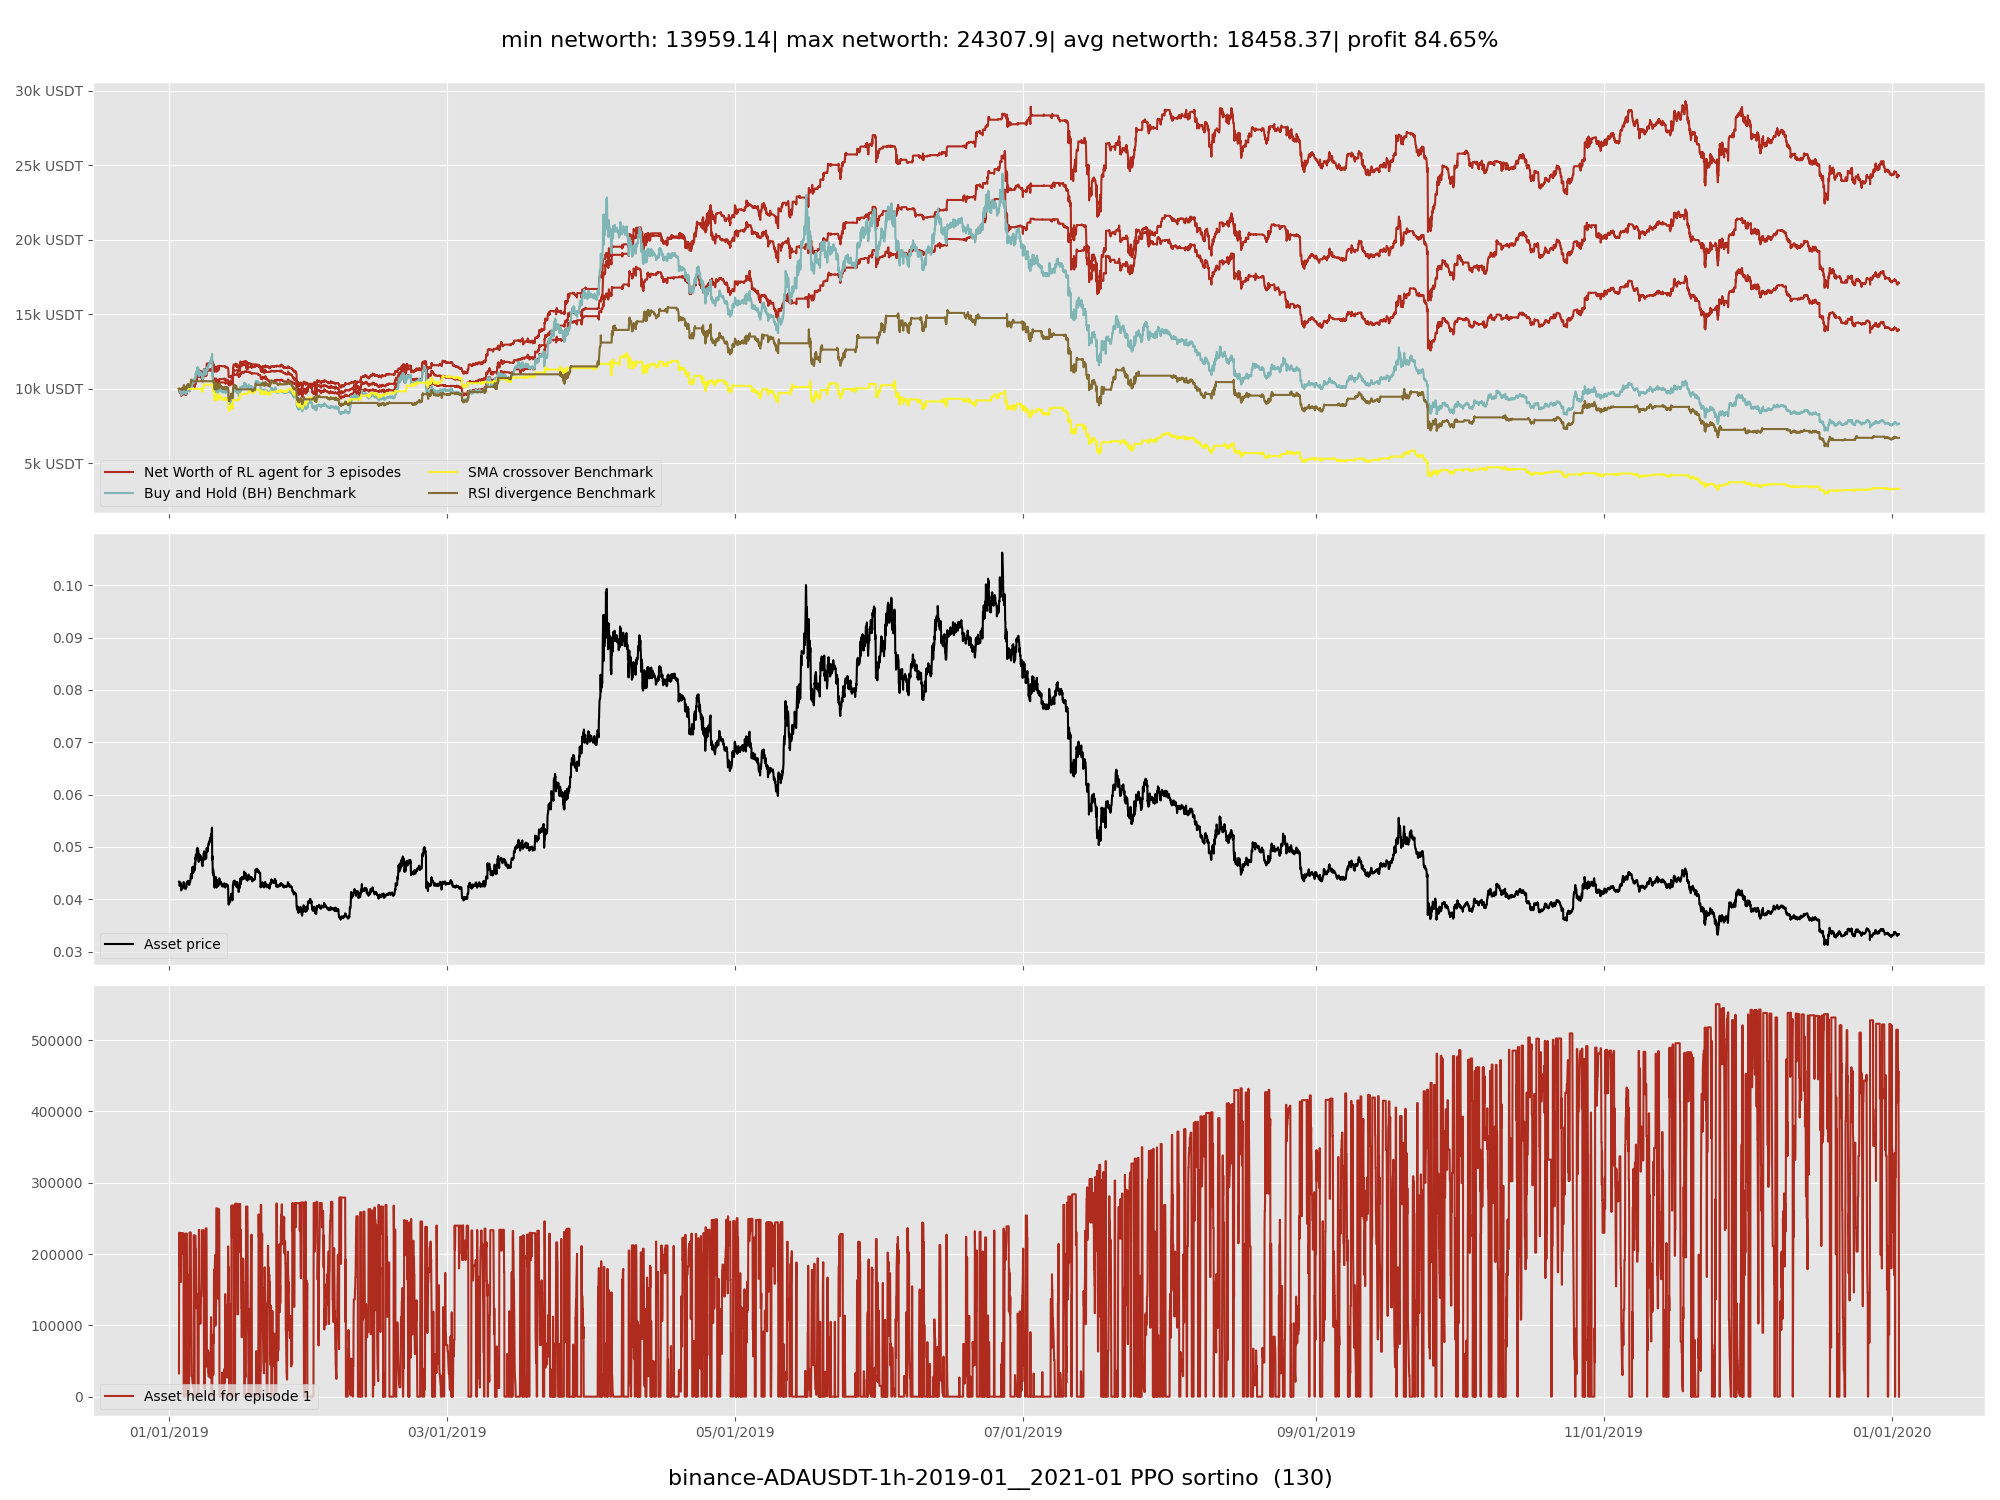 min networth: 13959.14| max networth: 24307.9| avg networth: 18458.37| profit 84.65%
30k USDT
25k USDT
20k USDT
15k USDT
10k USDT
5k USDT
Net Worth of RL agent for 3 episodes
Buy and Hold (BH) Benchmark
SMA crossover Benchmark
RSI divergence Benchmark
0.10
0.09
0.08
0.07
0.06
0.05
0.04
0.03
Asset price
500000
400000
300000
200000
100000
0
Asset held for episode 1
01/01/2019 03/01/2019 05/01/2019 07/01/2019 09/01/2019 11/01/2019 01/01/2020
binance-ADAUSDT-1h-2019-01__2021-01 PPO sortino  (130)